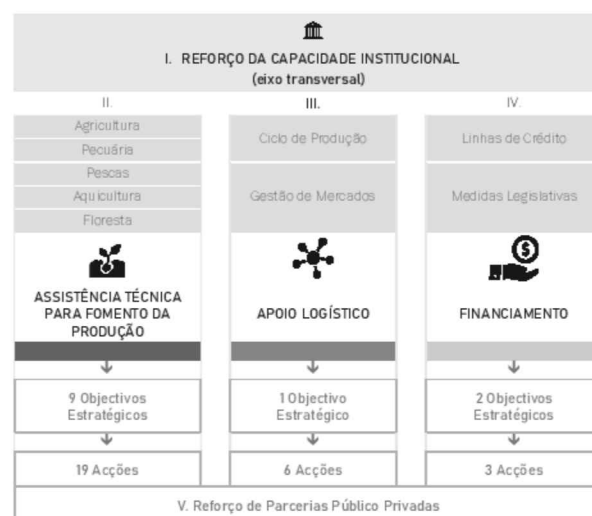 I. REFORÇO DA CAPACIDADE INSTITUCIONAL
(eixo transversal)
II.
Agricultura
Pecuária
Pescas
Aquicultura
Floresta
ASSISTÊNCIA TÉCNICA
PARA FOMENTO DA
PRODUÇÃO
9 Objectivos
Estratégicos
19 Acções
III.
Ciclo de Produção
Gestão de Mercados
APOIO LOGÍSTICO
1 Objectivo
Estratégico
6 Acções
IV.
Linhas de Crédito
Medidas Legislativas
$
FINANCIAMENTO
2 Objectivos
Estratégicos
3 Acções
V. Reforço de Parcerias Público Privadas